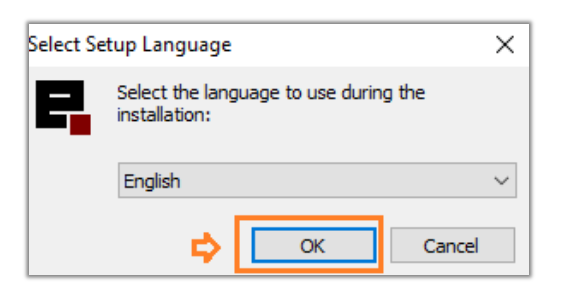 Select Setup Language
Select the language to use during the
installation:
English
OK
Cancel